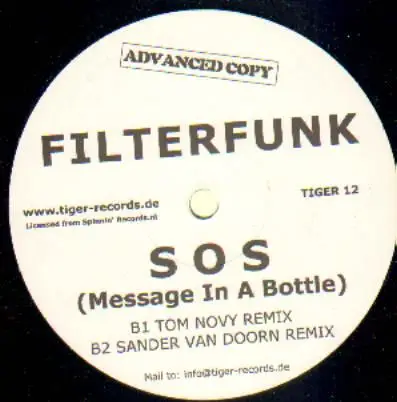 ADVANCED COPY
FILTERFUNK
www.tiger-records.de
TIGER 12
Licensed from Spinnin' Records.nl
S O S
(Message In A Bottle)
B1 TOM NOVY REMIX
B2 SANDER VAN DOORN REMIX
Mail to: info@tiger-records.de